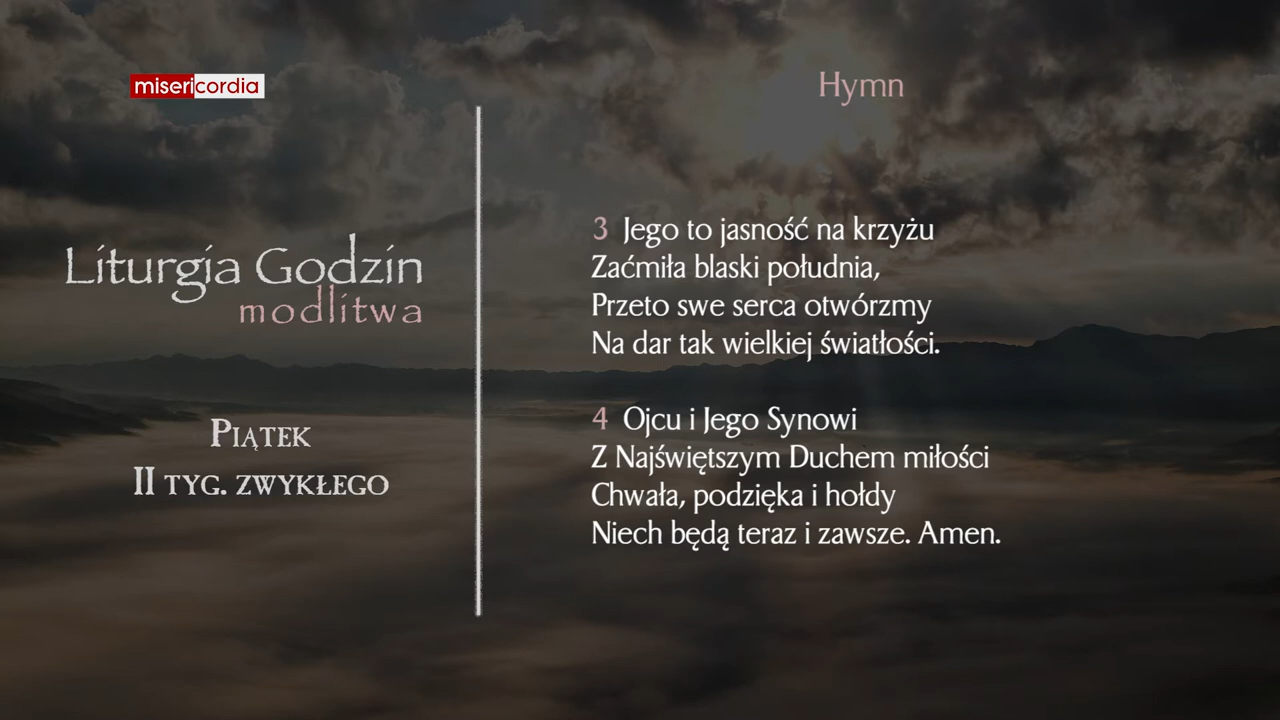 misericordia
Liturgia Godzin
modlitwa
Piątek
II tyg. zwykłego
Hymn
3 Jego to jasność na krzyżu
Zaćmiła blaski południa,
Przeto swe serca otwórzmy
Na dar tak wielkiej światłości.
4 Ojcu i Jego Synowi
Z Najświętszym Duchem miłości
Chwała, podzięka i hołdy
Niech będą teraz i zawsze. Amen.